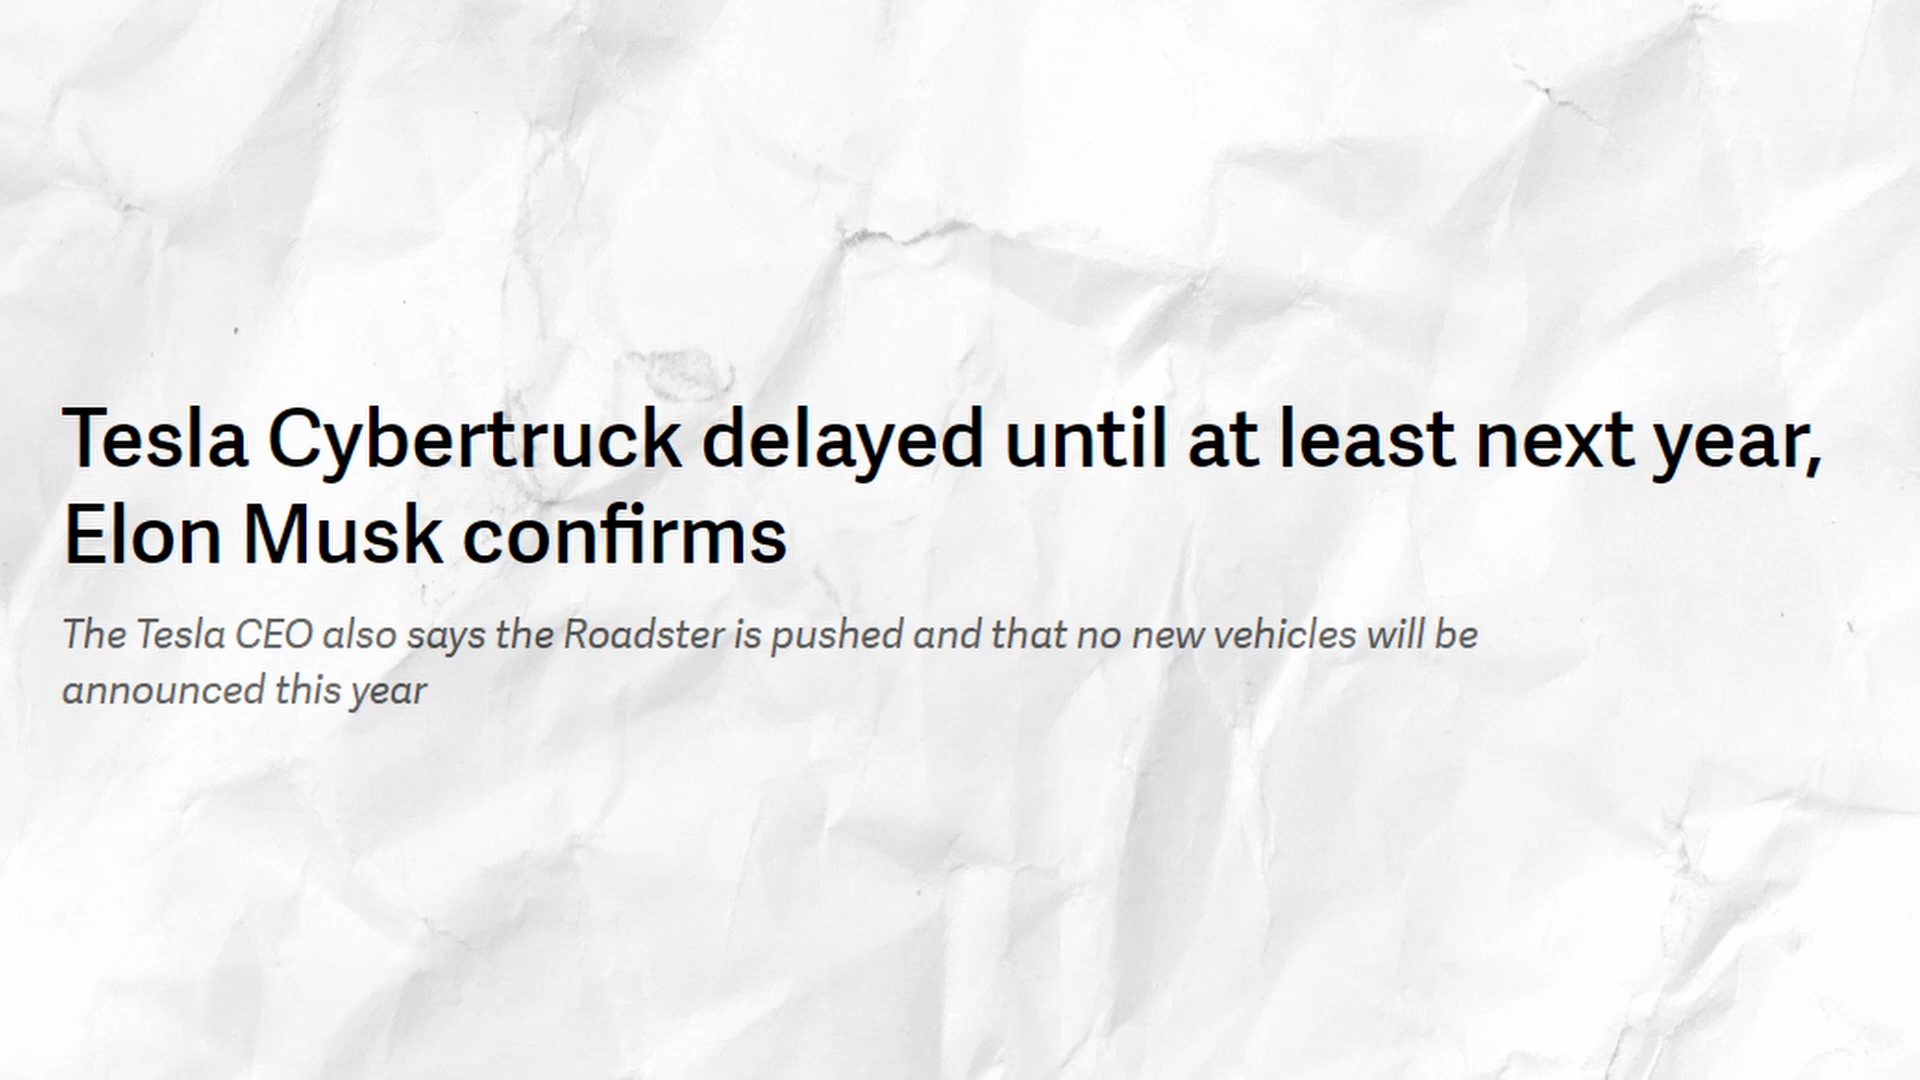 Tesla Cybertruck delayed until at least next year,
Elon Musk confirms
The Tesla CEO also says the Roadster is pushed and that no new vehicles will be
announced this year